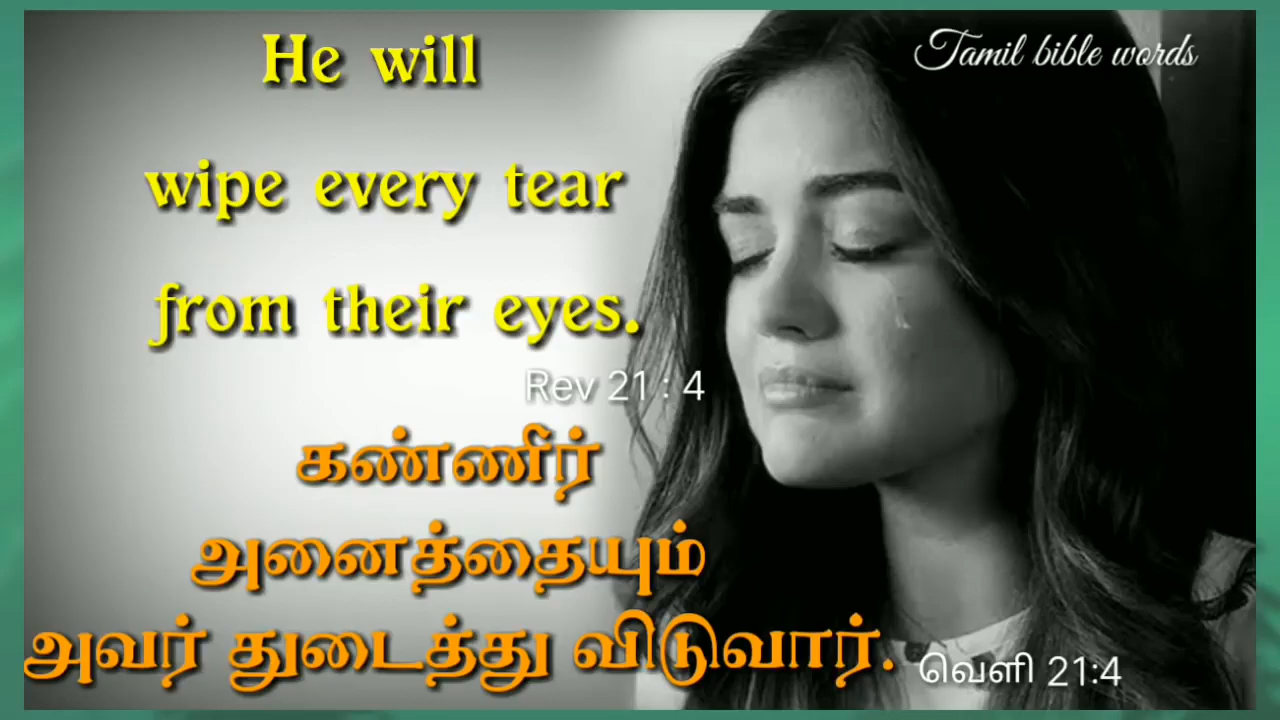 Tamil bible words
He will
wipe every tear
from their eyes.
Rev 21 : 4
கண்ணீர்
அனைத்தையும்
அவர் துடைத்து விடுவார்.
வெளி 21:4